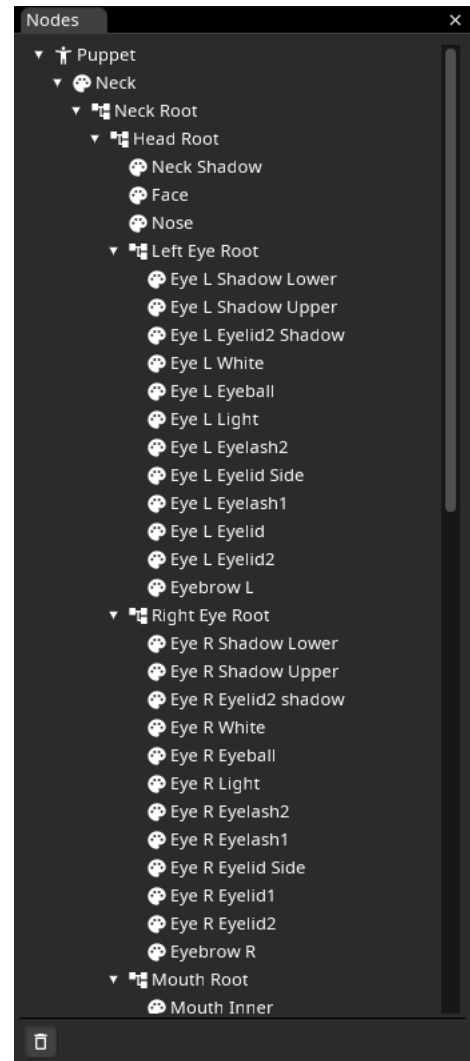 Nodes
Puppet
Neck
Neck Root
Head Root
Neck Shadow
Face
Nose
Left Eye Root
Eye L Shadow Lower
Eye L Shadow Upper
Eye L Eyelid2 Shadow
Eye L White
Eye L Eyeball
Eye L Light
Eye L Eyelash2
Eye L Eyelid Side
Eye L Eyelash1
Eye L Eyelid
Eye L Eyelid2
Eyebrow L
Right Eye Root
Eye R Shadow Lower
Eye R Shadow Upper
Eye R Eyelid2 shadow
Eye R White
Eye R Eyeball
Eye R Light
Eye R Eyelash2
Eye R Eyelash1
Eye R Eyelid Side
Eye R Eyelid1
Eye R Eyelid2
Eyebrow R
Mouth Root
Mouth Inner